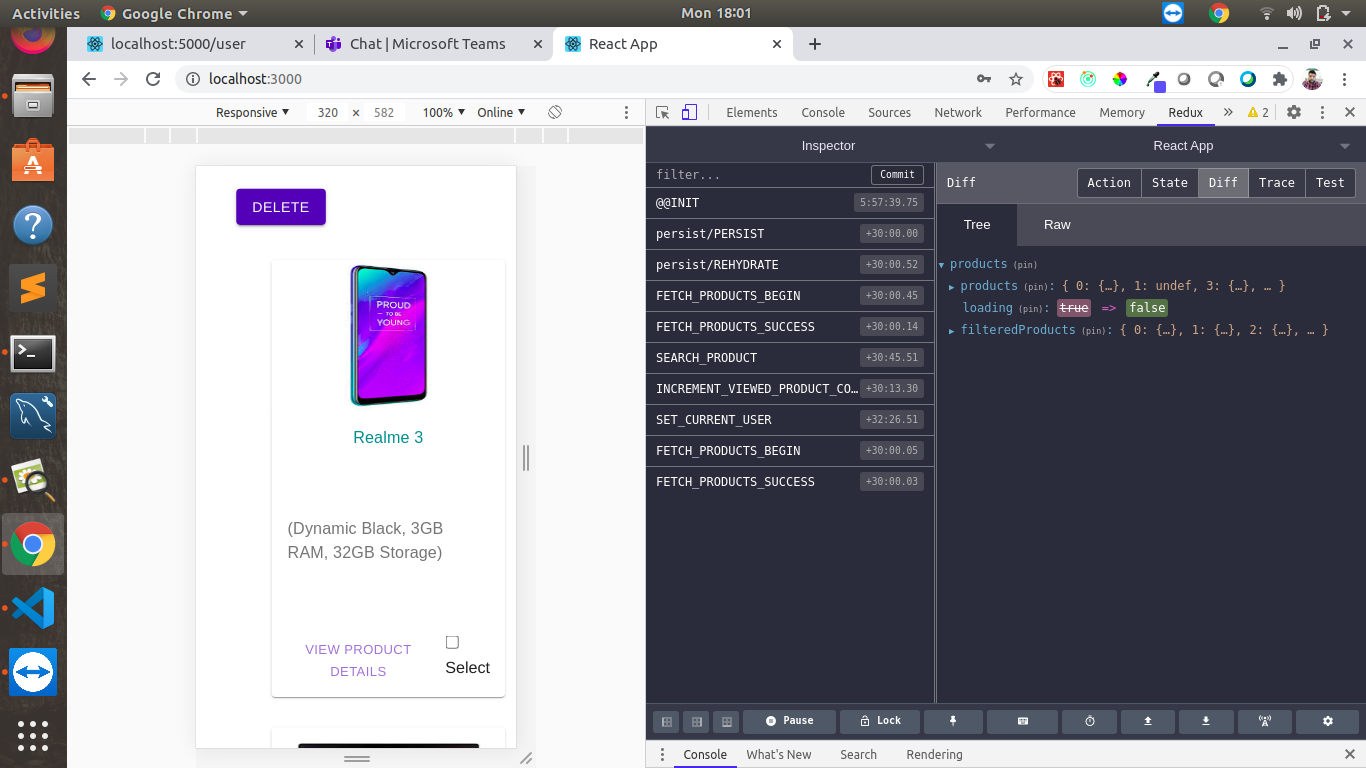 Activities Google Chrome Mon 18:01
localhost:5000/user Chat | Microsoft Teams React App
localhost:3000
Responsive 320 × 582 100% Online
Elements Console Sources Network Performance Memory Redux 2
Inspector React App
filter... Commit
Diff Action State Diff Trace Test
@@INIT 5:57:39.75
Tree Raw
persist/PERSIST +30:00.00
persist/REHYDRATE +30:00.52
FETCH_PRODUCTS_BEGIN +30:00.45
FETCH_PRODUCTS_SUCCESS +30:00.14
SEARCH_PRODUCT +30:45.51
INCREMENT_VIEWED_PRODUCT_CO… +30:13.30
SET_CURRENT_USER +32:26.51
FETCH_PRODUCTS_BEGIN +30:00.05
FETCH_PRODUCTS_SUCCESS +30:00.03
products (pin)
products (pin): { 0: {…}, 1: undef, 3: {…}, … }
loading (pin): true => false
filteredProducts (pin): { 0: {…}, 1: {…}, 2: {…}, … }
DELETE
PROUD
TO BE
YOUNG
Realme 3
(Dynamic Black, 3GB
RAM, 32GB Storage)
VIEW PRODUCT
DETAILS
Select
Pause Lock
Console What's New Search Rendering